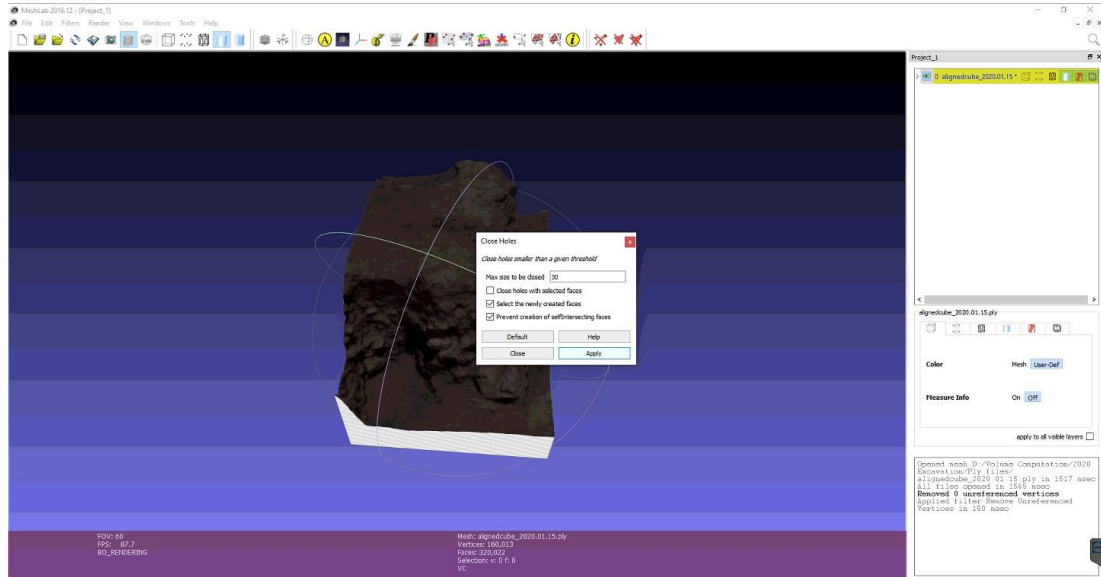 MeshLab 2016.12 - [Project_1]
File Edit Filters Render View Windows Tools Help
Project_1
0 alignedcube_2020.01.15 *
Close Holes
Close holes smaller than a given threshold
Max size to be closed 30
Close holes with selected faces
Select the newly created faces
Prevent creation of selfIntersecting faces
Default Help
Close Apply
alignedcube_2020.01.15.ply
Color Mesh User-Def
Measure Info On Off
apply to all visible layers
Opened mesh D:/Volume Computation/2020
Excavation/Ply files/
alignedcube_2020 01.15 ply in 1517 msec
All files opened in 1565 msec
Removed 0 unreferenced vertices
Applied filter Remove Unreferenced
Vertices in 150 msec
FOV: 60
FPS: 87.7
BO_RENDERING
Mesh: alignedcube_2020.01.15.ply
Vertices: 160,013
Faces: 320,022
Selection: v: 0 f: 0
VC